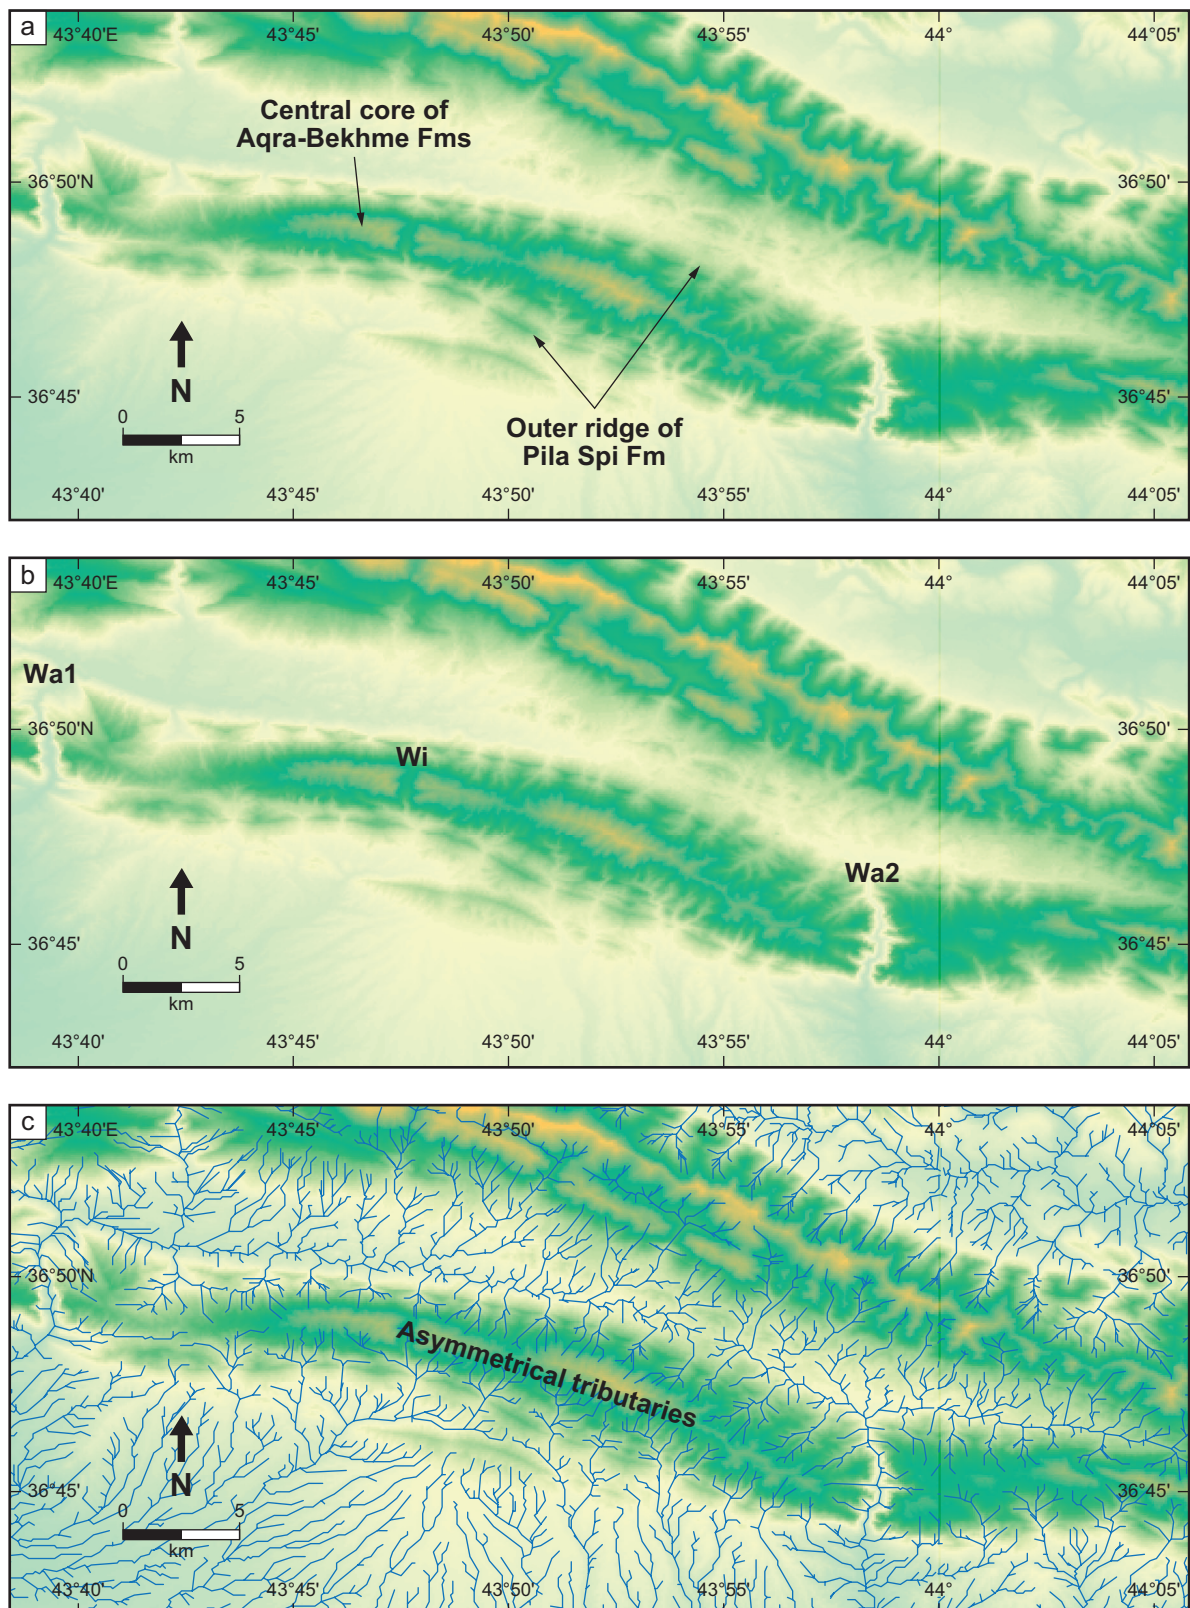 a
43°40'E 43°45' 43°50' 43°55' 44° 44°05'
Central core of
Aqra-Bekhme Fms
36°50'N 36°50'
36°45' 36°45'
N
0 5
km
Outer ridge of
Pila Spi Fm
43°40' 43°45' 43°50' 43°55' 44° 44°05'
b
43°40'E 43°45' 43°50' 43°55' 44° 44°05'
Wa1
36°50'N 36°50'
Wi
Wa2
36°45' 36°45'
N
0 5
km
43°40' 43°45' 43°50' 43°55' 44° 44°05'
c
43°40'E 43°45' 43°50' 43°55' 44° 44°05'
36°50'N 36°50'
Asymmetrical tributaries
36°45' 36°45'
N
0 5
km
43°40' 43°45' 43°50' 43°55' 44° 44°05'